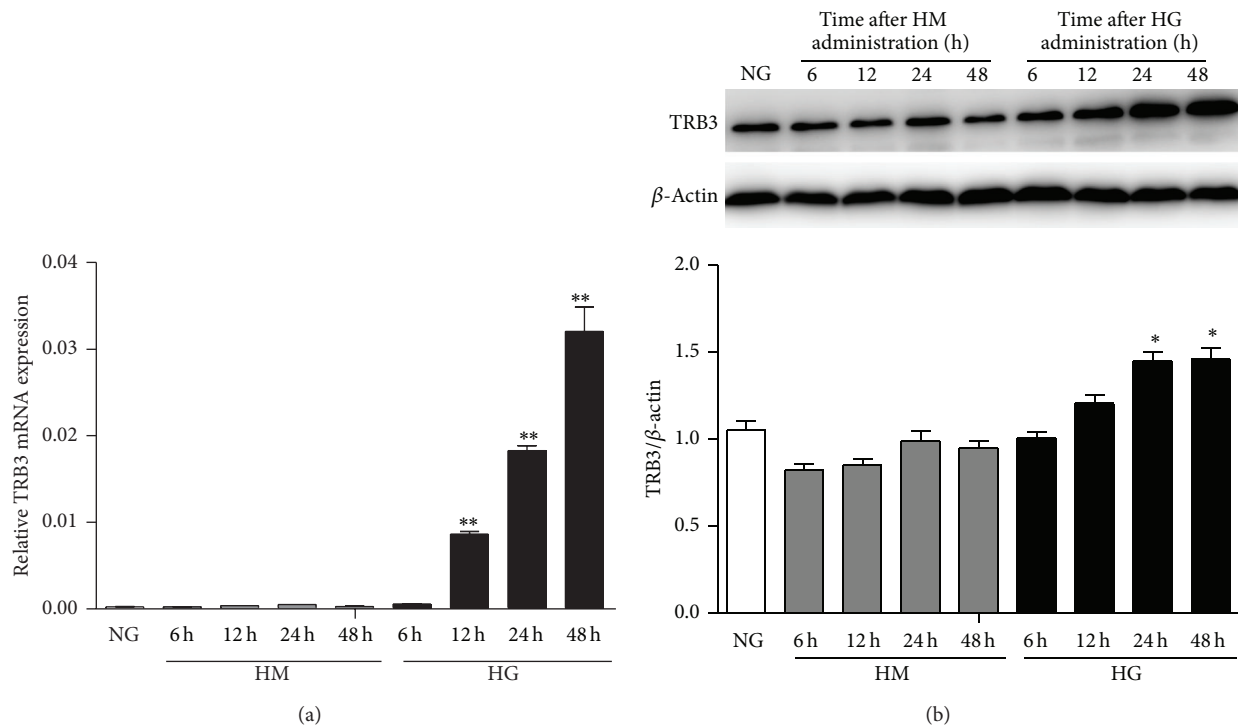 0.04
0.03
0.02
0.01
0.00
Relative TRB3 mRNA expression
**
**
**
NG
6 h
12 h
24 h
48 h
6 h
12 h
24 h
48 h
HM
HG
(a)
Time after HM
administration (h)
Time after HG
administration (h)
NG
6
12
24
48
6
12
24
48
TRB3
β-Actin
2.0
1.5
1.0
0.5
0.0
TRB3/β-actin
*
*
NG
6 h
12 h
24 h
48 h
6 h
12 h
24 h
48 h
HM
HG
(b)